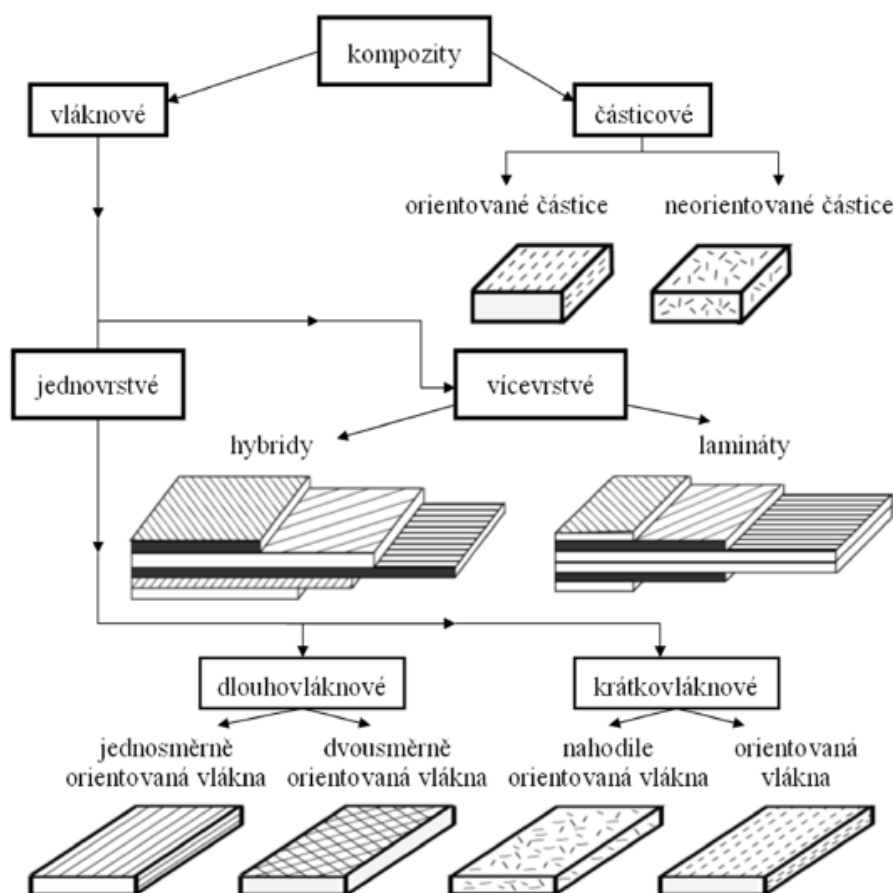 kompozity
vláknové
částicové
orientované částice
neorientované částice
jednovrstvé
vícevrstvé
hybridy
lamináty
dlouhovláknové
krátkovláknové
jednosměrně
orientovaná vlákna
dvousměrně
orientovaná vlákna
nahodile
orientovaná vlákna
orientovaná
vlákna